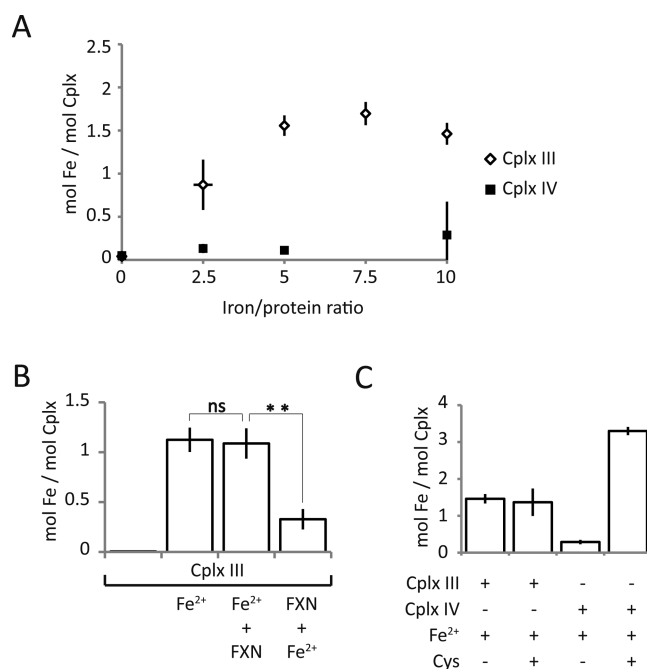 A
mol Fe / mol Cplx
2.5
2
1.5
1
0.5
0
0 2.5 5 7.5 10
Iron/protein ratio
Cplx III
Cplx IV
B
mol Fe / mol Cplx
1.5
1
0.5
0
ns **
Cplx III
Fe²⁺ Fe²⁺ FXN
+ +
FXN Fe²⁺
C
mol Fe / mol Cplx
4
3
2
1
0
Cplx III + + - -
Cplx IV - - + +
Fe²⁺ + + + +
Cys - + - +